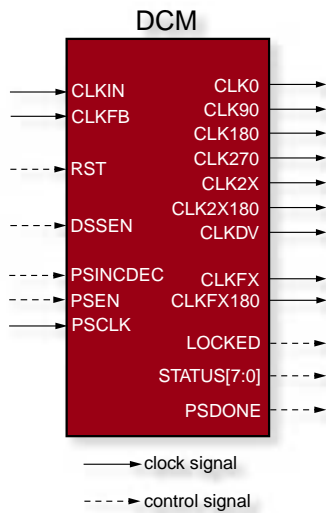 DCM
CLKIN
CLKFB
RST
DSSEN
PSINCDEC
PSEN
PSCLK
CLK0
CLK90
CLK180
CLK270
CLK2X
CLK2X180
CLKDV
CLKFX
CLKFX180
LOCKED
STATUS[7:0]
PSDONE
clock signal
control signal